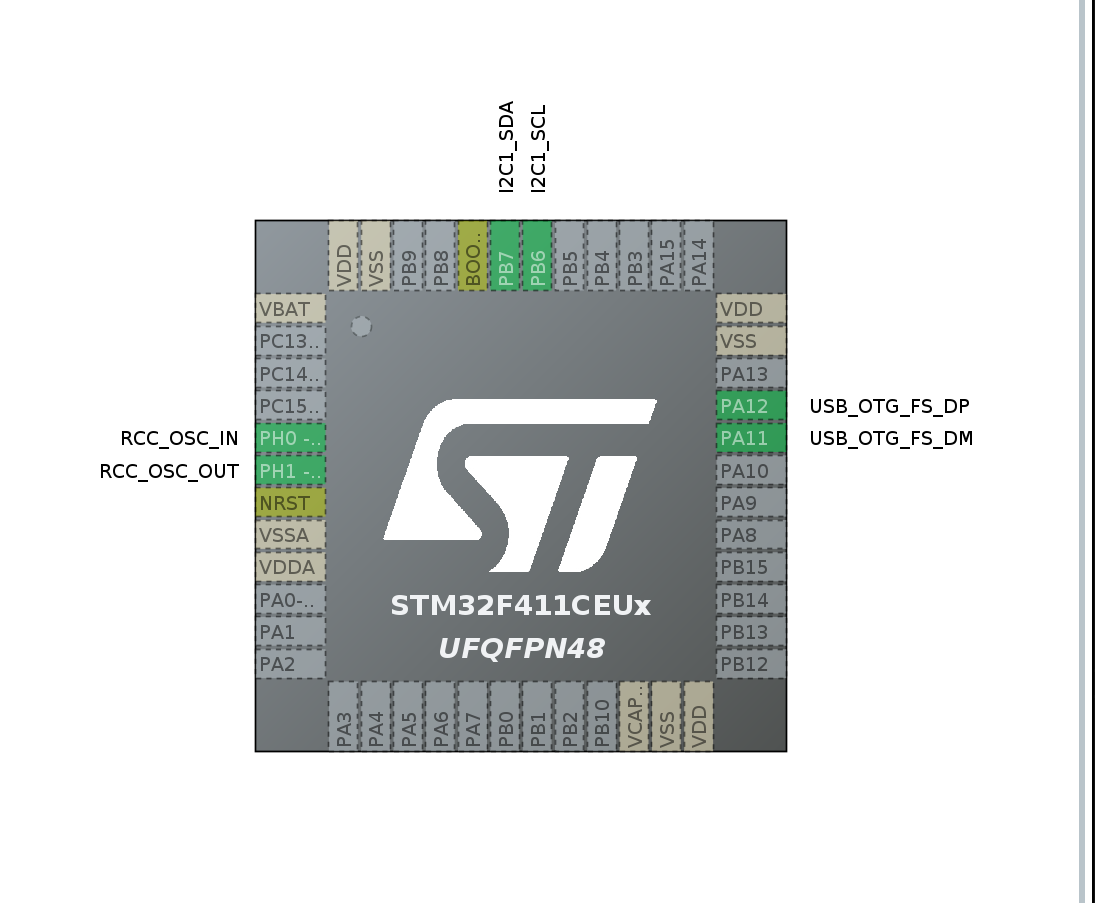 I2C1_SDA
I2C1_SCL
VDD
VSS
PB9
PB8
BOO..
PB7
PB6
PB5
PB4
PB3
PA15
PA14
VBAT
PC13..
PC14..
PC15..
RCC_OSC_IN PH0 -..
RCC_OSC_OUT PH1 -..
NRST
VSSA
VDDA
PA0-..
PA1
PA2
VDD
VSS
PA13
PA12 USB_OTG_FS_DP
PA11 USB_OTG_FS_DM
PA10
PA9
PA8
PB15
PB14
PB13
PB12
ST
STM32F411CEUx
UFQFPN48
PA3
PA4
PA5
PA6
PA7
PB0
PB1
PB2
PB10
VCAP..
VSS
VDD